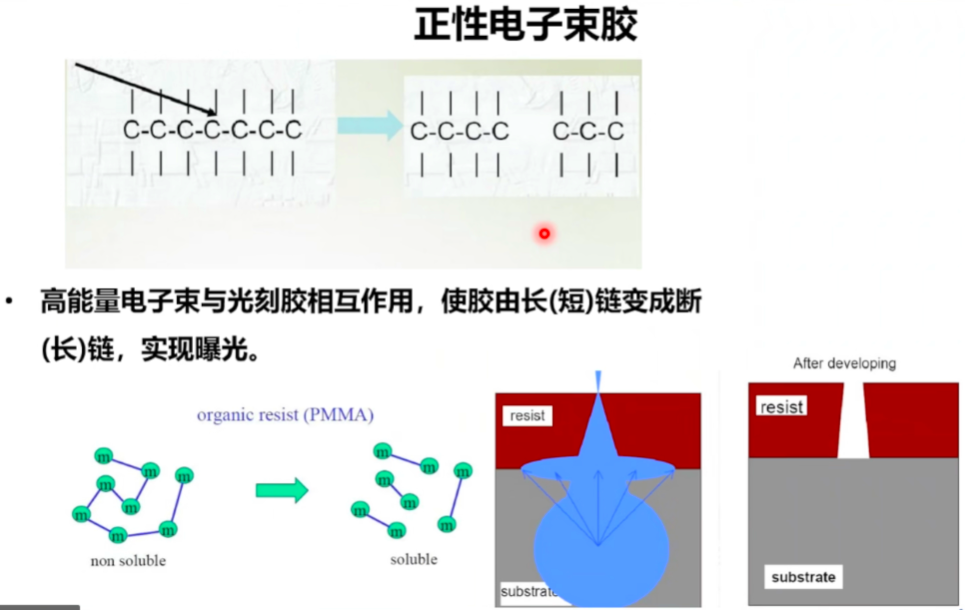 正性电子束胶
C-C-C-C-C-C-C
C-C-C-C
C-C-C
• 高能量电子束与光刻胶相互作用，使胶由长(短)链变成断
(长)链，实现曝光。
organic resist (PMMA)
m m m m m m m m
non soluble
m m m m m m m m
soluble
resist
substrate
After developing
resist
substrate